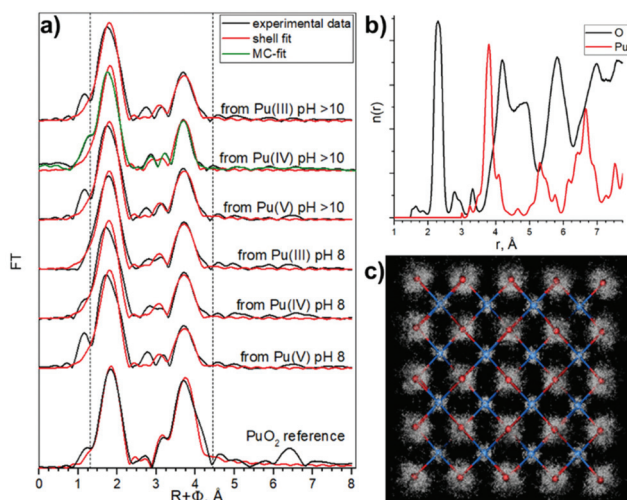 a)
experimental data
shell fit
MC-fit
from Pu(III) pH >10
from Pu(IV) pH >10
from Pu(V) pH >10
from Pu(III) pH 8
from Pu(IV) pH 8
from Pu(V) pH 8
PuO₂ reference
FT
0 1 2 3 4 5 6 7 8
R+Φ, Å
b)
O
Pu
n(r)
1 2 3 4 5 6 7
r, Å
c)